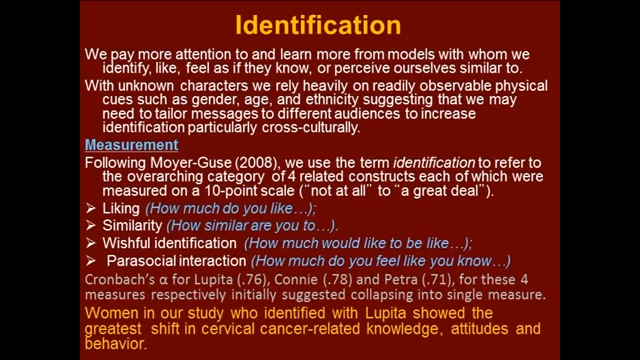 Identification
We pay more attention to and learn more from models with whom we
identify, like, feel as if they know, or perceive ourselves similar to.
With unknown characters we rely heavily on readily observable physical
cues such as gender, age, and ethnicity suggesting that we may
need to tailor messages to different audiences to increase
identification particularly cross-culturally.
Measurement
Following Moyer-Guse (2008), we use the term identification to refer to
the overarching category of 4 related constructs each of which were
measured on a 10-point scale (“not at all” to “a great deal”).
➢ Liking (How much do you like…);
➢ Similarity (How similar are you to…).
➢ Wishful identification (How much would like to be like…);
➢ Parasocial interaction (How much do you feel like you know…)
Cronbach's α for Lupita (.76), Connie (.78) and Petra (.71), for these 4
measures respectively initially suggested collapsing into single measure.
Women in our study who identified with Lupita showed the
greatest shift in cervical cancer-related knowledge, attitudes and
behavior.